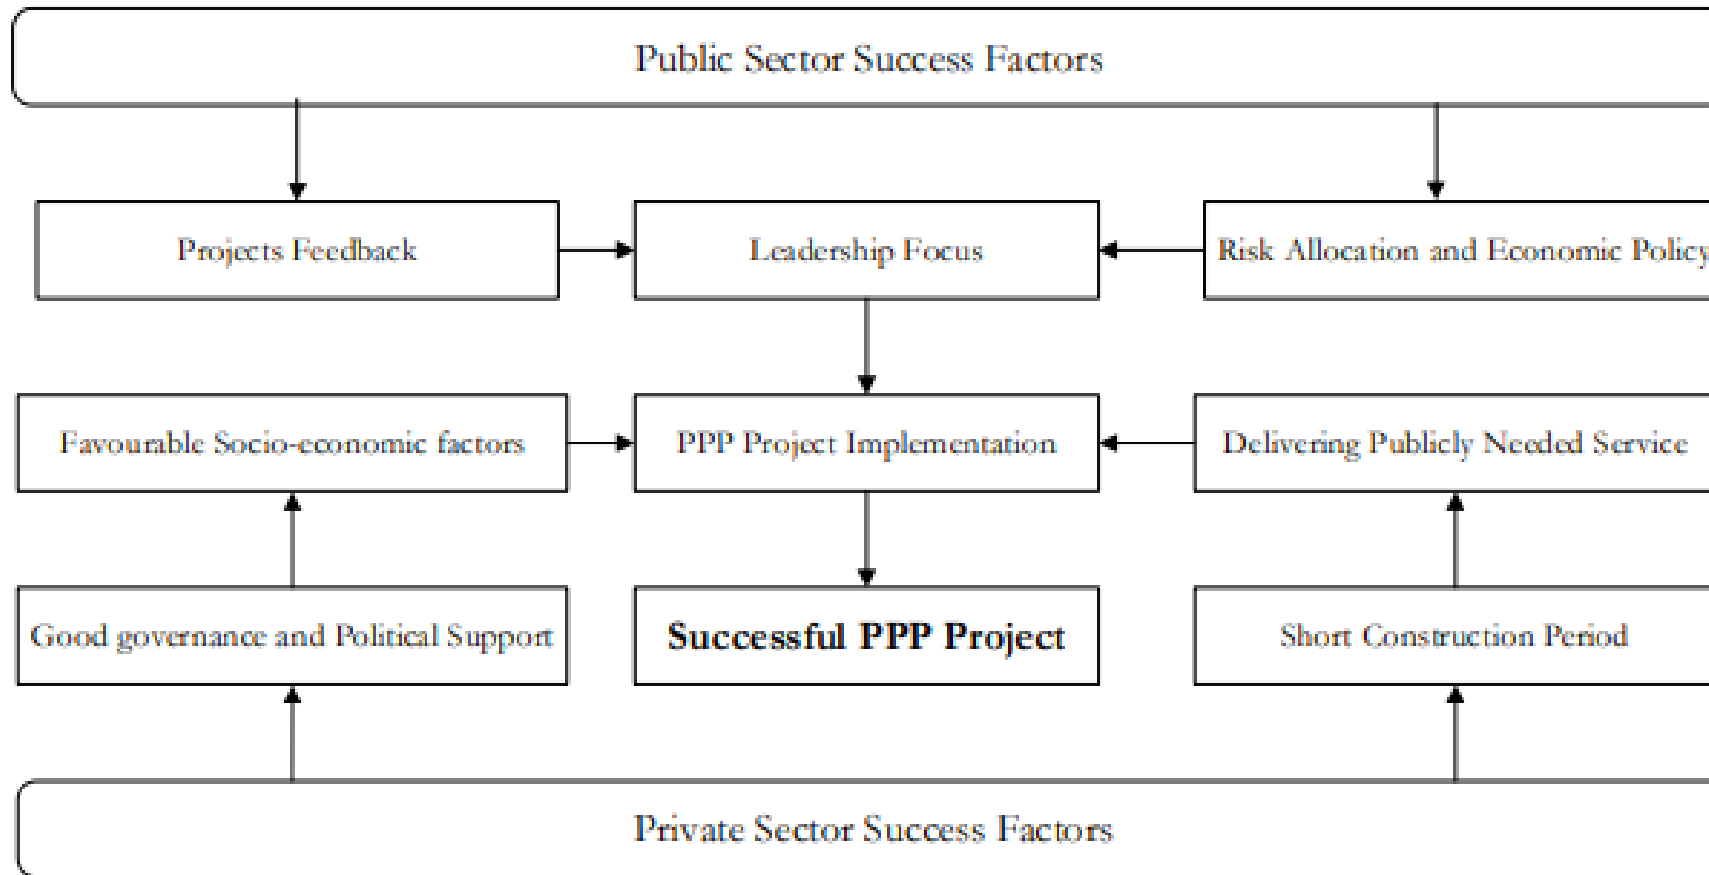 Public Sector Success Factors
Projects Feedback
Leadership Focus
Risk Allocation and Economic Policy
Favourable Socio-economic factors
PPP Project Implementation
Delivering Publicly Needed Service
Good governance and Political Support
Successful PPP Project
Short Construction Period
Private Sector Success Factors